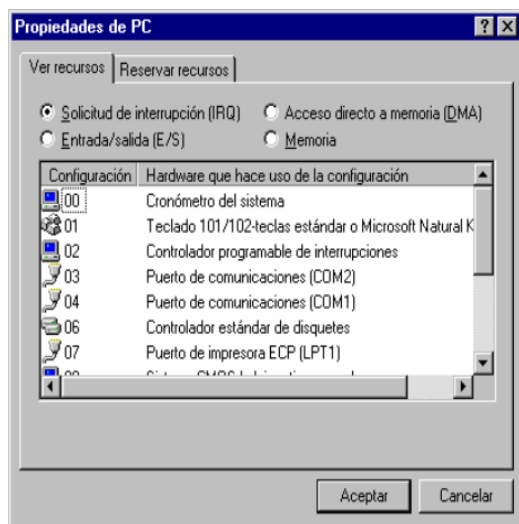 Propiedades de PC
Ver recursos Reservar recursos
Solicitud de interrupción (IRQ) Acceso directo a memoria (DMA)
Entrada/salida (E/S) Memoria
Configuración Hardware que hace uso de la configuración
00 Cronómetro del sistema
01 Teclado 101/102-teclas estándar o Microsoft Natural K
02 Controlador programable de interrupciones
03 Puerto de comunicaciones (COM2)
04 Puerto de comunicaciones (COM1)
06 Controlador estándar de disquetes
07 Puerto de impresora ECP (LPT1)
Aceptar Cancelar